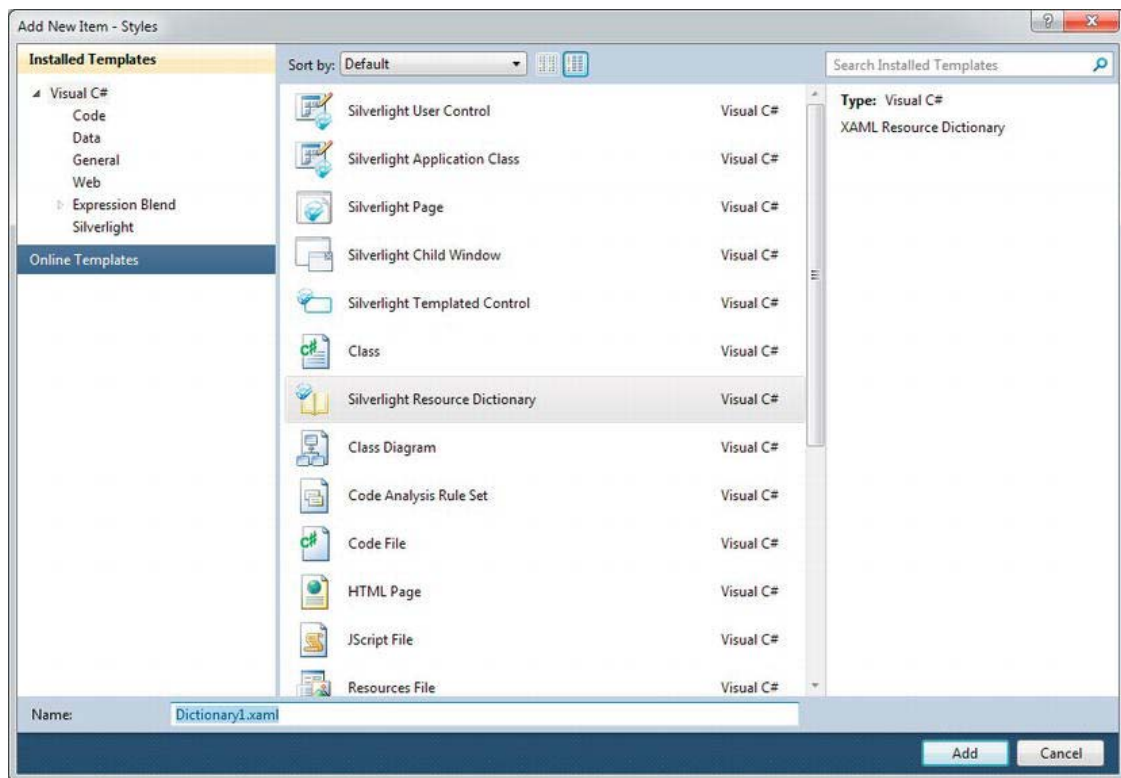 Add New Item - Styles
Installed Templates
Visual C#
Code
Data
General
Web
Expression Blend
Silverlight
Online Templates
Sort by: Default
Silverlight User Control Visual C#
Silverlight Application Class Visual C#
Silverlight Page Visual C#
Silverlight Child Window Visual C#
Silverlight Templated Control Visual C#
Class Visual C#
Silverlight Resource Dictionary Visual C#
Class Diagram Visual C#
Code Analysis Rule Set Visual C#
Code File Visual C#
HTML Page Visual C#
JScript File Visual C#
Resources File Visual C#
Search Installed Templates
Type: Visual C#
XAML Resource Dictionary
Name: Dictionary1.xaml
Add Cancel